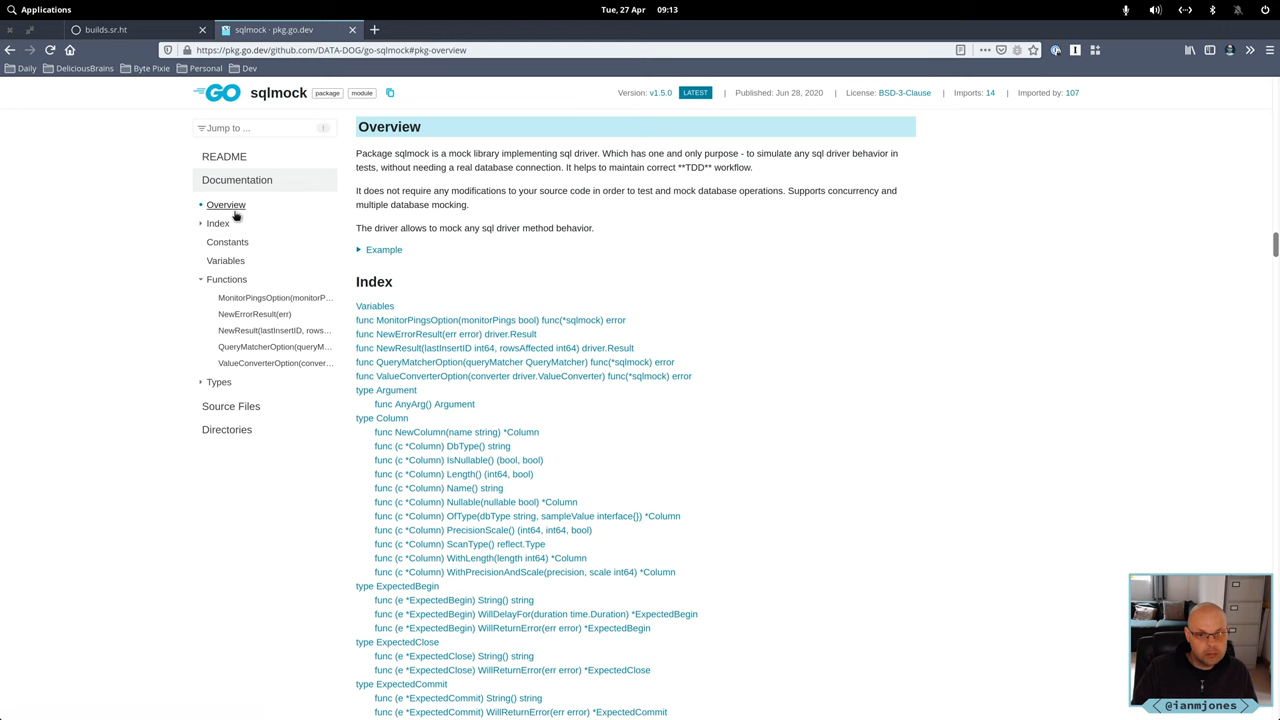 Applications
Tue, 27 Apr 09:13
builds.sr.ht
sqlmock · pkg.go.dev
https://pkg.go.dev/github.com/DATA-DOG/go-sqlmock#pkg-overview
Daily
DeliciousBrains
Byte Pixie
Personal
Dev
GO
sqlmock
package
module
Version: v1.5.0
LATEST
| Published: Jun 28, 2020
| License: BSD-3-Clause
| Imports: 14
| Imported by: 107
Jump to ...
README
Documentation
Overview
Index
Constants
Variables
Functions
MonitorPingsOption(monitorP...
NewErrorResult(err)
NewResult(lastInsertID, rows...
QueryMatcherOption(queryM...
ValueConverterOption(conver...
Types
Source Files
Directories
Overview
Package sqlmock is a mock library implementing sql driver. Which has one and only purpose - to simulate any sql driver behavior in
tests, without needing a real database connection. It helps to maintain correct **TDD** workflow.
It does not require any modifications to your source code in order to test and mock database operations. Supports concurrency and
multiple database mocking.
The driver allows to mock any sql driver method behavior.
Example
Index
Variables
func MonitorPingsOption(monitorPings bool) func(*sqlmock) error
func NewErrorResult(err error) driver.Result
func NewResult(lastInsertID int64, rowsAffected int64) driver.Result
func QueryMatcherOption(queryMatcher QueryMatcher) func(*sqlmock) error
func ValueConverterOption(converter driver.ValueConverter) func(*sqlmock) error
type Argument
func AnyArg() Argument
type Column
func NewColumn(name string) *Column
func (c *Column) DbType() string
func (c *Column) IsNullable() (bool, bool)
func (c *Column) Length() (int64, bool)
func (c *Column) Name() string
func (c *Column) Nullable(nullable bool) *Column
func (c *Column) OfType(dbType string, sampleValue interface{}) *Column
func (c *Column) PrecisionScale() (int64, int64, bool)
func (c *Column) ScanType() reflect.Type
func (c *Column) WithLength(length int64) *Column
func (c *Column) WithPrecisionAndScale(precision, scale int64) *Column
type ExpectedBegin
func (e *ExpectedBegin) String() string
func (e *ExpectedBegin) WillDelayFor(duration time.Duration) *ExpectedBegin
func (e *ExpectedBegin) WillReturnError(err error) *ExpectedBegin
type ExpectedClose
func (e *ExpectedClose) String() string
func (e *ExpectedClose) WillReturnError(err error) *ExpectedClose
type ExpectedCommit
func (e *ExpectedCommit) String() string
func (e *ExpectedCommit) WillReturnError(err error) *ExpectedCommit
@ianmjones